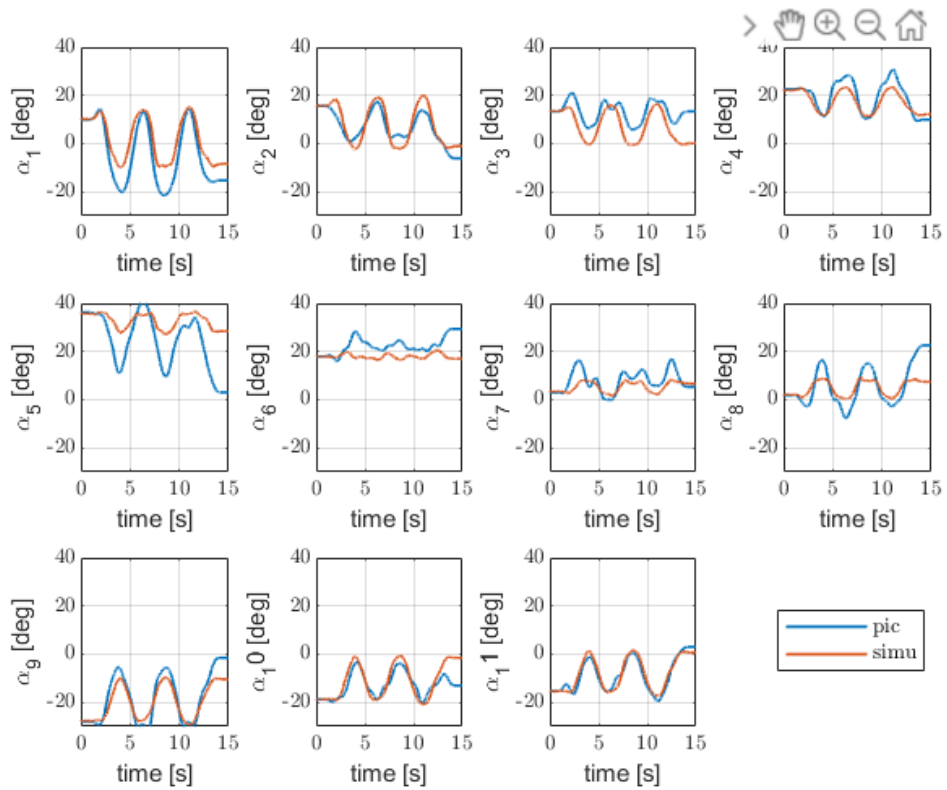 40
20
0
-20
α1 [deg]
0 5 10 15
time [s]
40
20
0
-20
α2 [deg]
0 5 10 15
time [s]
40
20
0
-20
α3 [deg]
0 5 10 15
time [s]
40
20
0
-20
α4 [deg]
0 5 10 15
time [s]
40
20
0
-20
α5 [deg]
0 5 10 15
time [s]
40
20
0
-20
α6 [deg]
0 5 10 15
time [s]
40
20
0
-20
α7 [deg]
0 5 10 15
time [s]
40
20
0
-20
α8 [deg]
0 5 10 15
time [s]
40
20
0
-20
α9 [deg]
0 5 10 15
time [s]
40
20
0
-20
α10 [deg]
0 5 10 15
time [s]
40
20
0
-20
α11 [deg]
0 5 10 15
time [s]
pic
simu